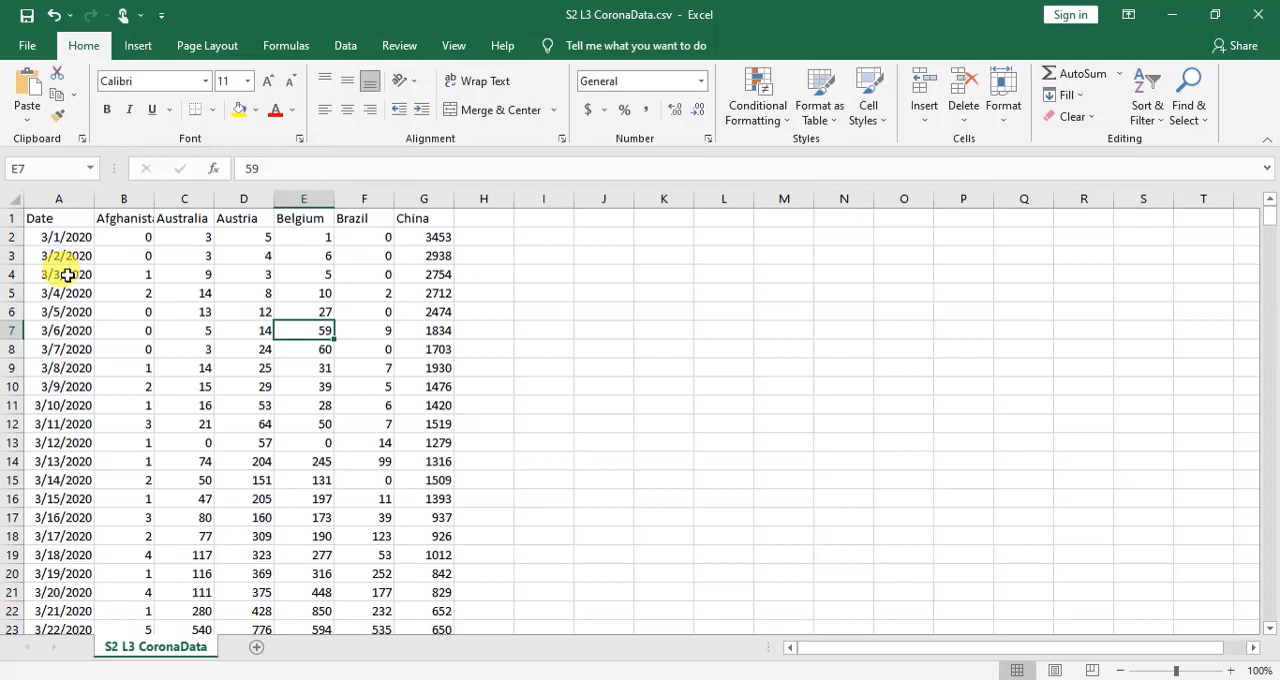 S2 L3 CoronaData.csv - Excel
Sign in
File Home Insert Page Layout Formulas Data Review View Help Tell me what you want to do Share
Paste
Clipboard
Calibri 11
B I U
Font
Wrap Text
Merge & Center
Alignment
General
$ % ,
Number
Conditional Formatting
Format as Table
Cell Styles
Styles
Insert
Delete
Format
Cells
AutoSum
Fill
Clear
Sort & Filter
Find & Select
Editing
E7 fx 59
A B C D E F G H I J K L M N O P Q R S T
1 Date Afghanist Australia Austria Belgium Brazil China
2 3/1/2020 0 3 5 1 0 3453
3 3/2/2020 0 3 4 6 0 2938
4 1 9 3 5 0 2754
5 3/4/2020 2 14 8 10 2 2712
6 3/5/2020 0 13 12 27 0 2474
7 3/6/2020 0 5 14 59 9 1834
8 3/7/2020 0 3 24 60 0 1703
9 3/8/2020 1 14 25 31 7 1930
10 3/9/2020 2 15 29 39 5 1476
11 3/10/2020 1 16 53 28 6 1420
12 3/11/2020 3 21 64 50 7 1519
13 3/12/2020 1 0 57 0 14 1279
14 3/13/2020 1 74 204 245 99 1316
15 3/14/2020 2 50 151 131 0 1509
16 3/15/2020 1 47 205 197 11 1393
17 3/16/2020 3 80 160 173 39 937
18 3/17/2020 2 77 309 190 123 926
19 3/18/2020 4 117 323 277 53 1012
20 3/19/2020 1 116 369 316 252 842
21 3/20/2020 4 111 375 448 177 829
22 3/21/2020 1 280 428 850 232 652
23 3/22/2020 5 540 776 594 535 650
S2 L3 CoronaData
100%